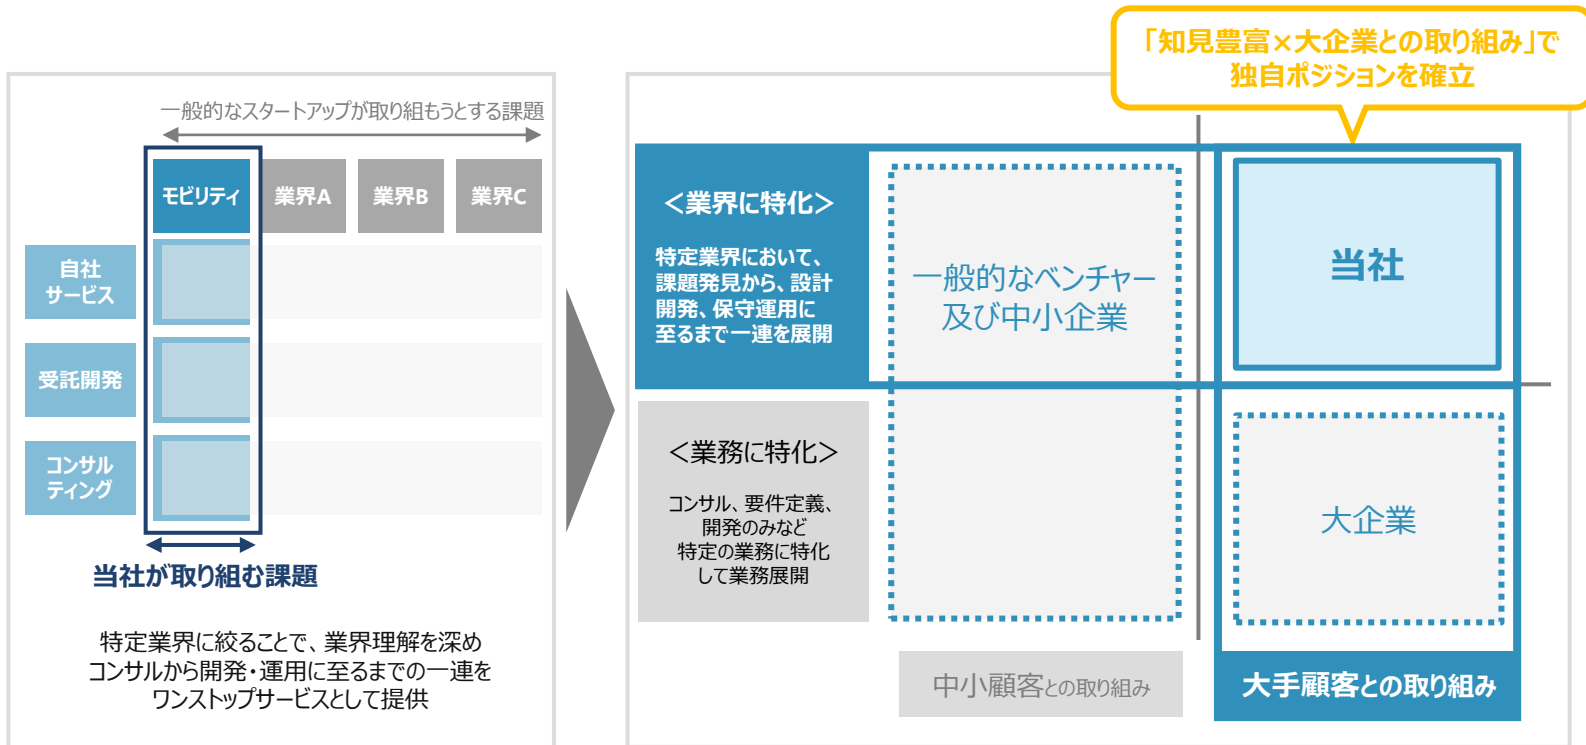 「知見豊富×大企業との取り組み」で
独自ポジションを確立
一般的なスタートアップが取り組もうとする課題
モビリティ
業界A
業界B
業界C
自社
サービス
受託開発
コンサル
ティング
当社が取り組む課題
特定業界に絞ることで、業界理解を深め
コンサルから開発・運用に至るまでの一連を
ワンストップサービスとして提供
＜業界に特化＞
特定業界において、
課題発見から、設計
開発、保守運用に
至るまで一連を展開
一般的なベンチャー
及び中小企業
当社
＜業務に特化＞
コンサル、要件定義、
開発のみなど
特定の業務に特化
して業務展開
大企業
中小顧客との取り組み
大手顧客との取り組み